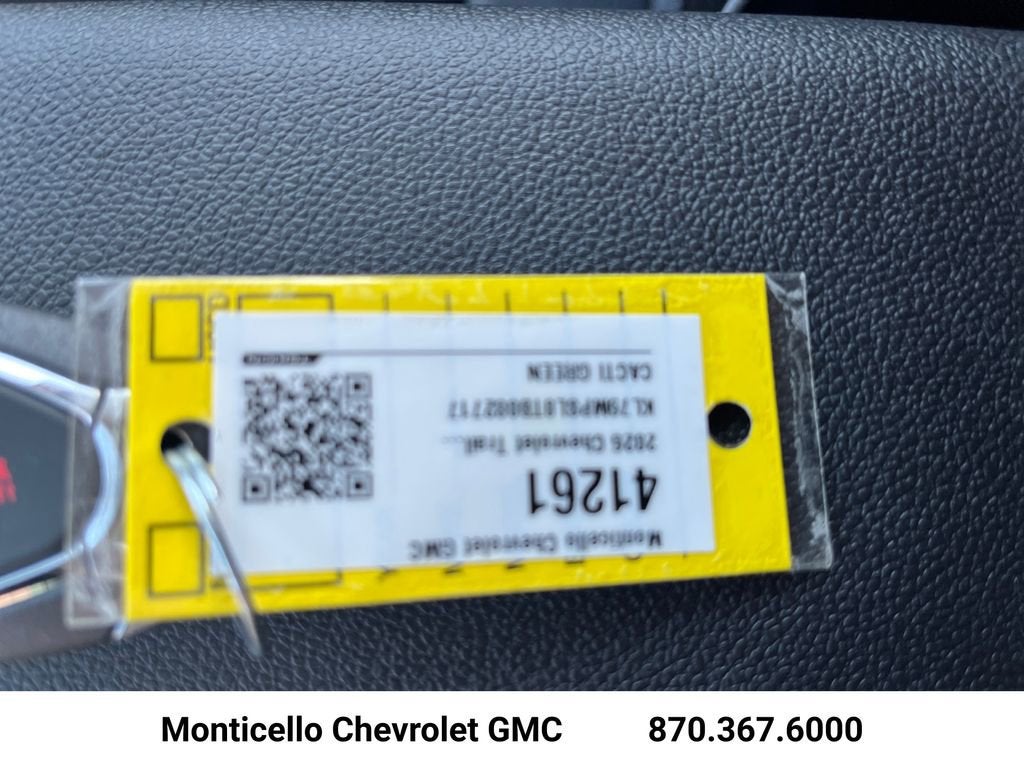 Monticello Chevrolet GMC
41261
2026 Chevrolet Trail...
CACTI GREEN
Monticello Chevrolet GMC 870.367.6000